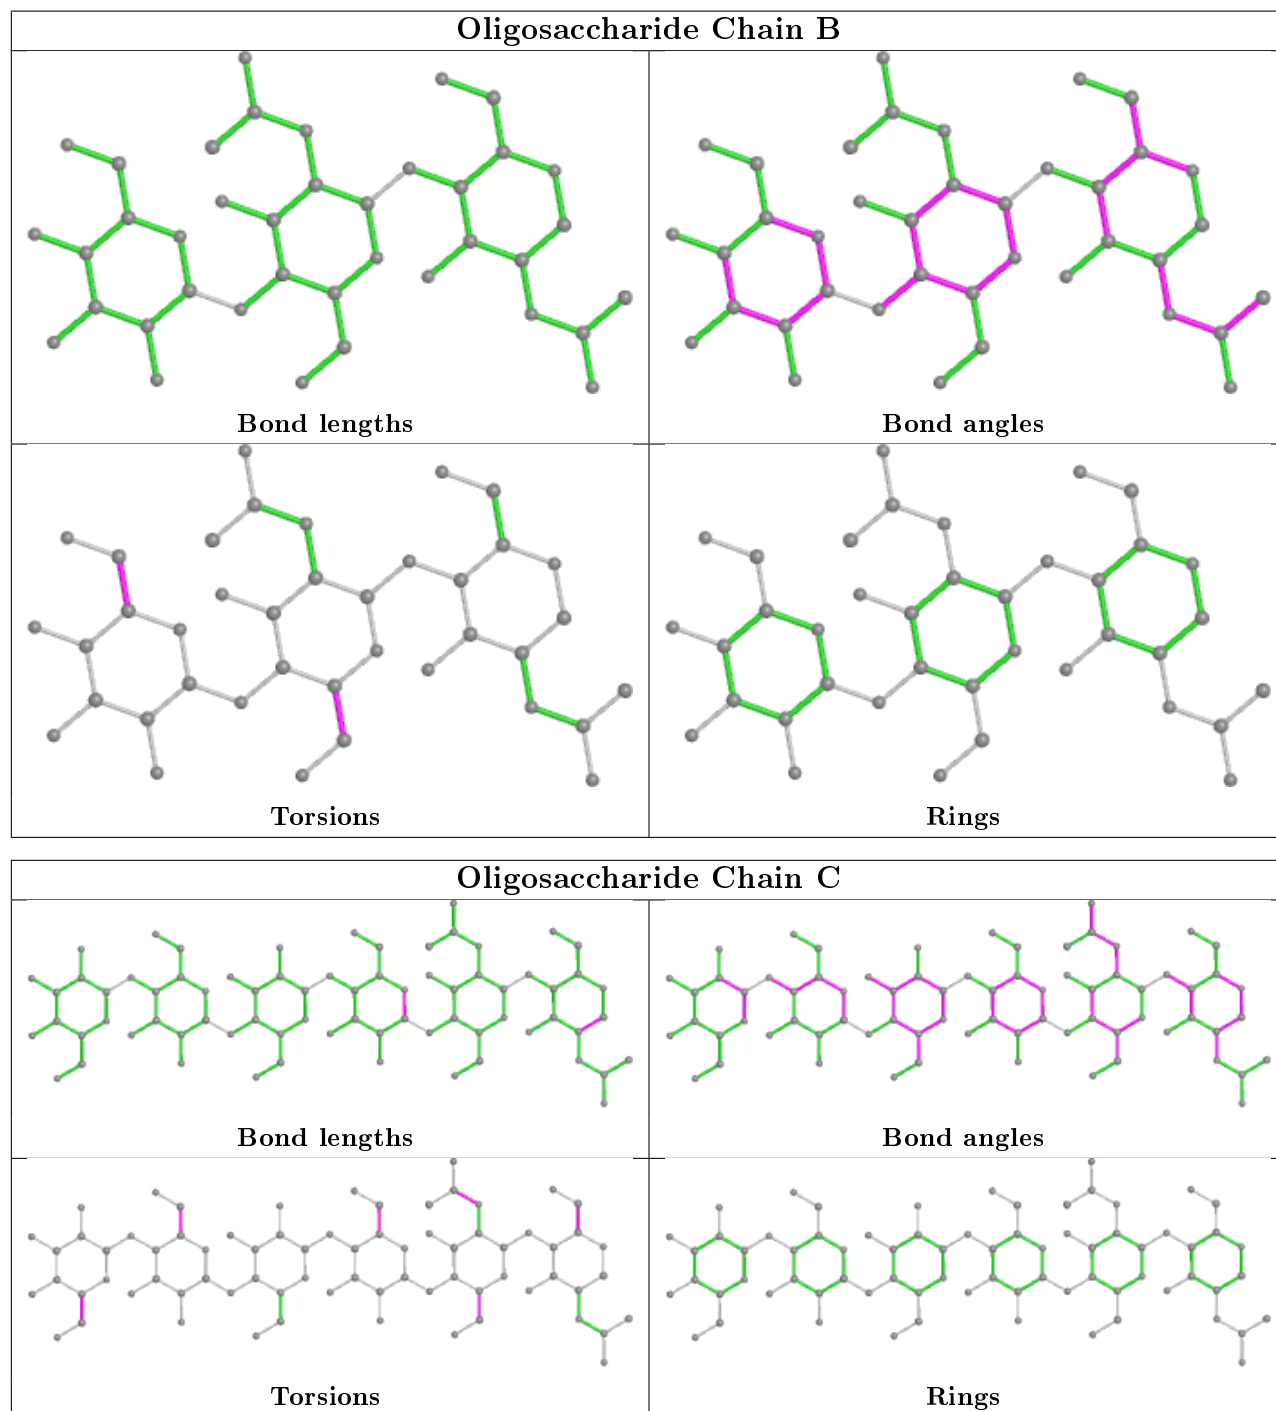 Oligosaccharide Chain B
Bond lengths
Bond angles
Torsions
Rings
Oligosaccharide Chain C
Bond lengths
Bond angles
Torsions
Rings